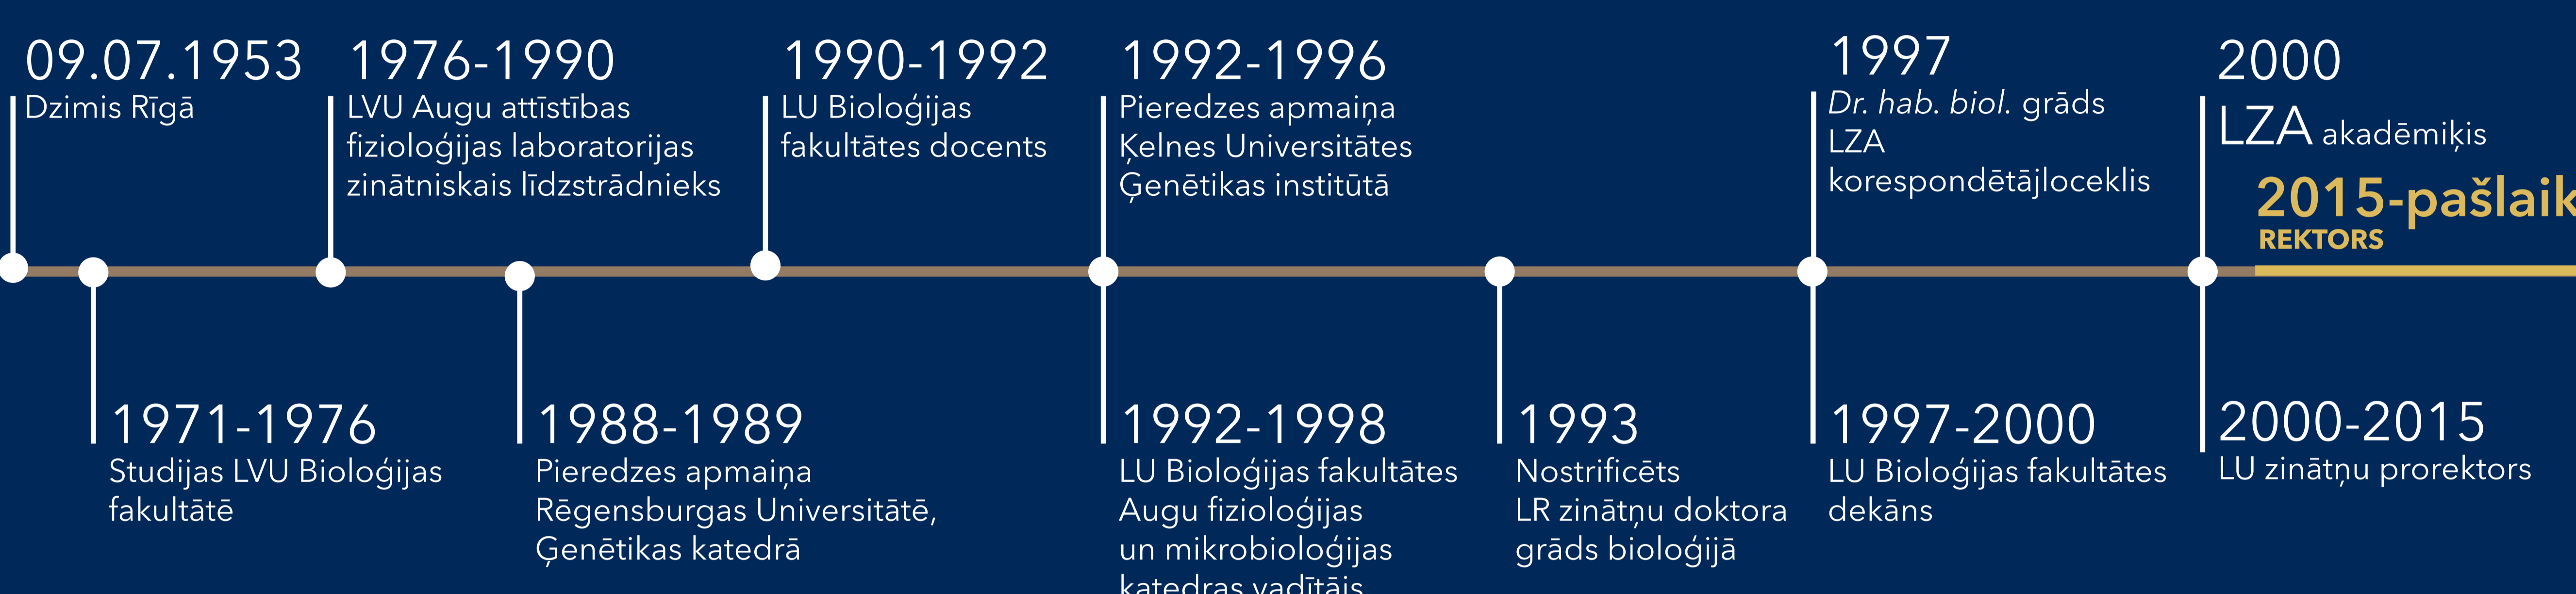 09.07.1953
Dzimis Rīgā
1976-1990
LVU Augu attīstības
fizioloģijas laboratorijas
zinātniskais līdzstrādnieks
1990-1992
LU Bioloģijas
fakultātes docents
1992-1996
Pieredzes apmaiņa
Ķelnes Universitātes
Ģenētikas institūtā
1997
Dr. hab. biol. grāds
LZA
korespondētājloceklis
2000
LZA akadēmiķis
2015-pašlaik
REKTORS
1971-1976
Studijas LVU Bioloģijas
fakultātē
1988-1989
Pieredzes apmaiņa
Rēgensburgas Universitātē,
Ģenētikas katedrā
1992-1998
LU Bioloģijas fakultātes
Augu fizioloģijas
un mikrobioloģijas
katedras vadītājs
1993
Nostrificēts
LR zinātņu doktora
grāds bioloģijā
1997-2000
LU Bioloģijas fakultātes
dekāns
2000-2015
LU zinātņu prorektors